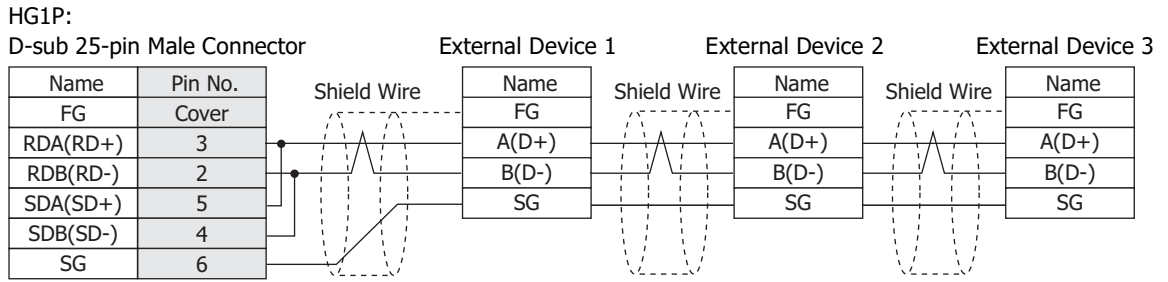 HG1P:
D-sub 25-pin Male Connector External Device 1 External Device 2 External Device 3
Name Pin No. Shield Wire Name Shield Wire Name Shield Wire Name
FG Cover FG FG FG
RDA(RD+) 3 A(D+) A(D+) A(D+)
RDB(RD-) 2 B(D-) B(D-) B(D-)
SDA(SD+) 5 SG SG SG
SDB(SD-) 4
SG 6